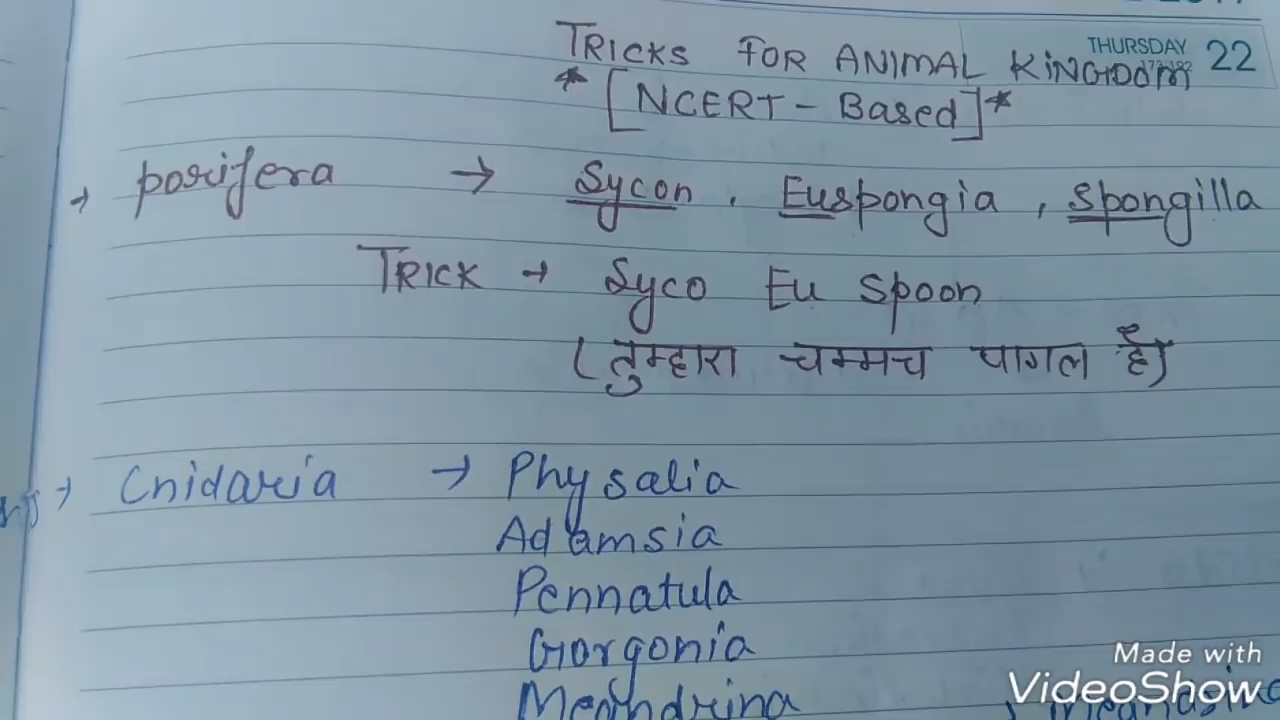 THURSDAY 22
TRICKS FOR ANIMAL KINGDOM
* [NCERT - Based] *
→ porifera → Sycon, Euspongia, Spongilla
TRICK → Syco Eu Spoon
(तुम्हारा चम्मच पागल है)
→ Cnidaria → Physalia
Adamsia
Pennatula
Gorgonia
Meandrina
Made with
VideoShow